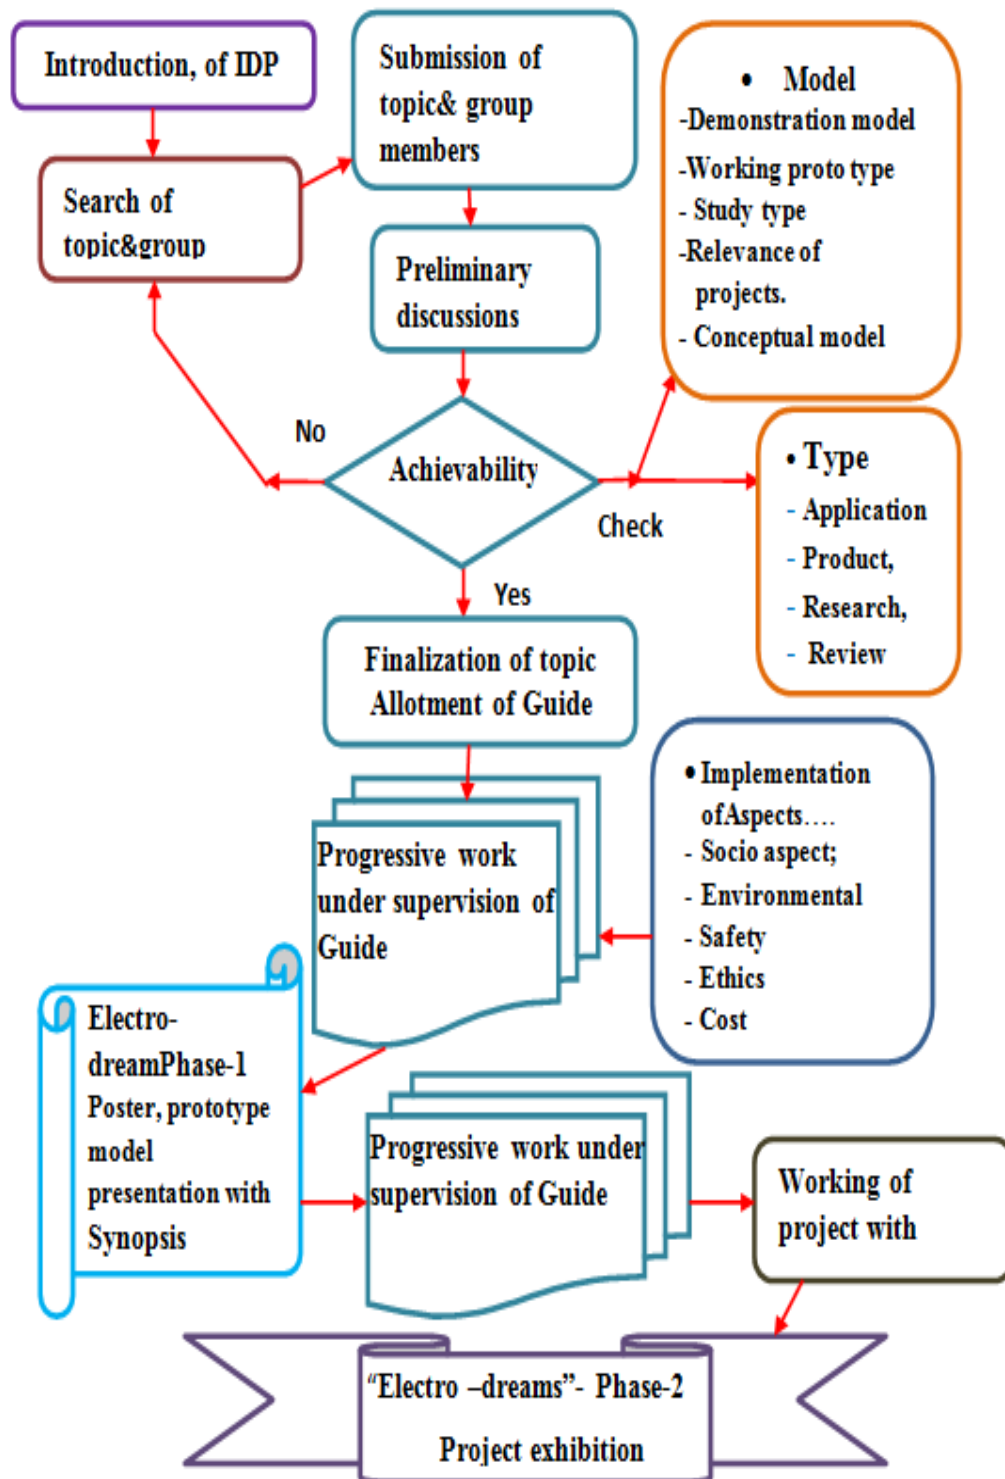 Introduction, of IDP
Submission of
topic& group
members
Search of
topic&group
Preliminary
discussions
• Model
-Demonstration model
-Working proto type
- Study type
-Relevance of
projects.
- Conceptual model
No
Achievability
Check
Yes
• Type
- Application
- Product,
- Research,
- Review
Finalization of topic
Allotment of Guide
• Implementation
ofAspects….
- Socio aspect;
- Environmental
- Safety
- Ethics
- Cost
Progressive work
under supervision of
Guide
Electro-
dreamPhase-1
Poster, prototype
model
presentation with
Synopsis
Progressive work under
supervision of Guide
Working of
project with
“Electro –dreams”- Phase-2
Project exhibition